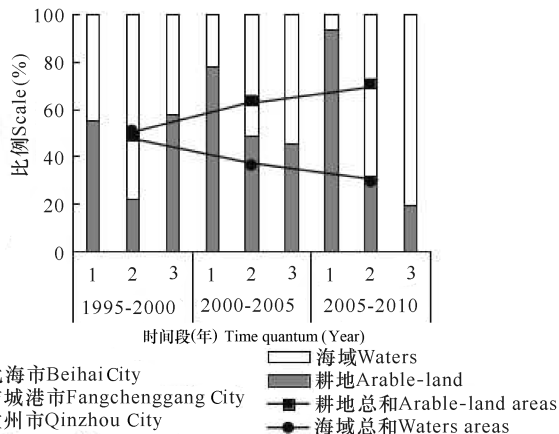 比例Scale(%)
100
80
60
40
20
0
1 2 3 1 2 3 1 2 3
1995-2000 2000-2005 2005-2010
时间段(年) Time quantum (Year)
海市Beihai City
城港市Fangchenggang City
州市Qinzhou City
海域Waters
耕地Arable-land
耕地总和Arable-land areas
海域总和Waters areas